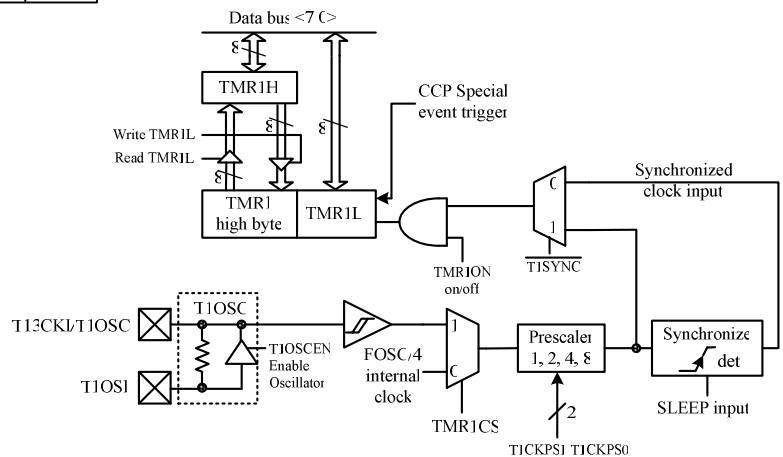 Data bus <7 0>
8
TMR1H
CCP Special
event trigger
8
8
Write TMR1L
Read TMR1L
8
TMR1
high byte
TMR1L
0
1
Synchronized
clock input
TMR1ON
on/off
T1SYNC
T13CKI/T1OSC
T1OSC
T1OSCEN
Enable
Oscillator
T1OSI
FOSC/4
internal
clock
1
0
TMR1CS
Prescaler
1, 2, 4, 8
2
T1CKPS1 T1CKPS0
Synchronize
det
SLEEP input